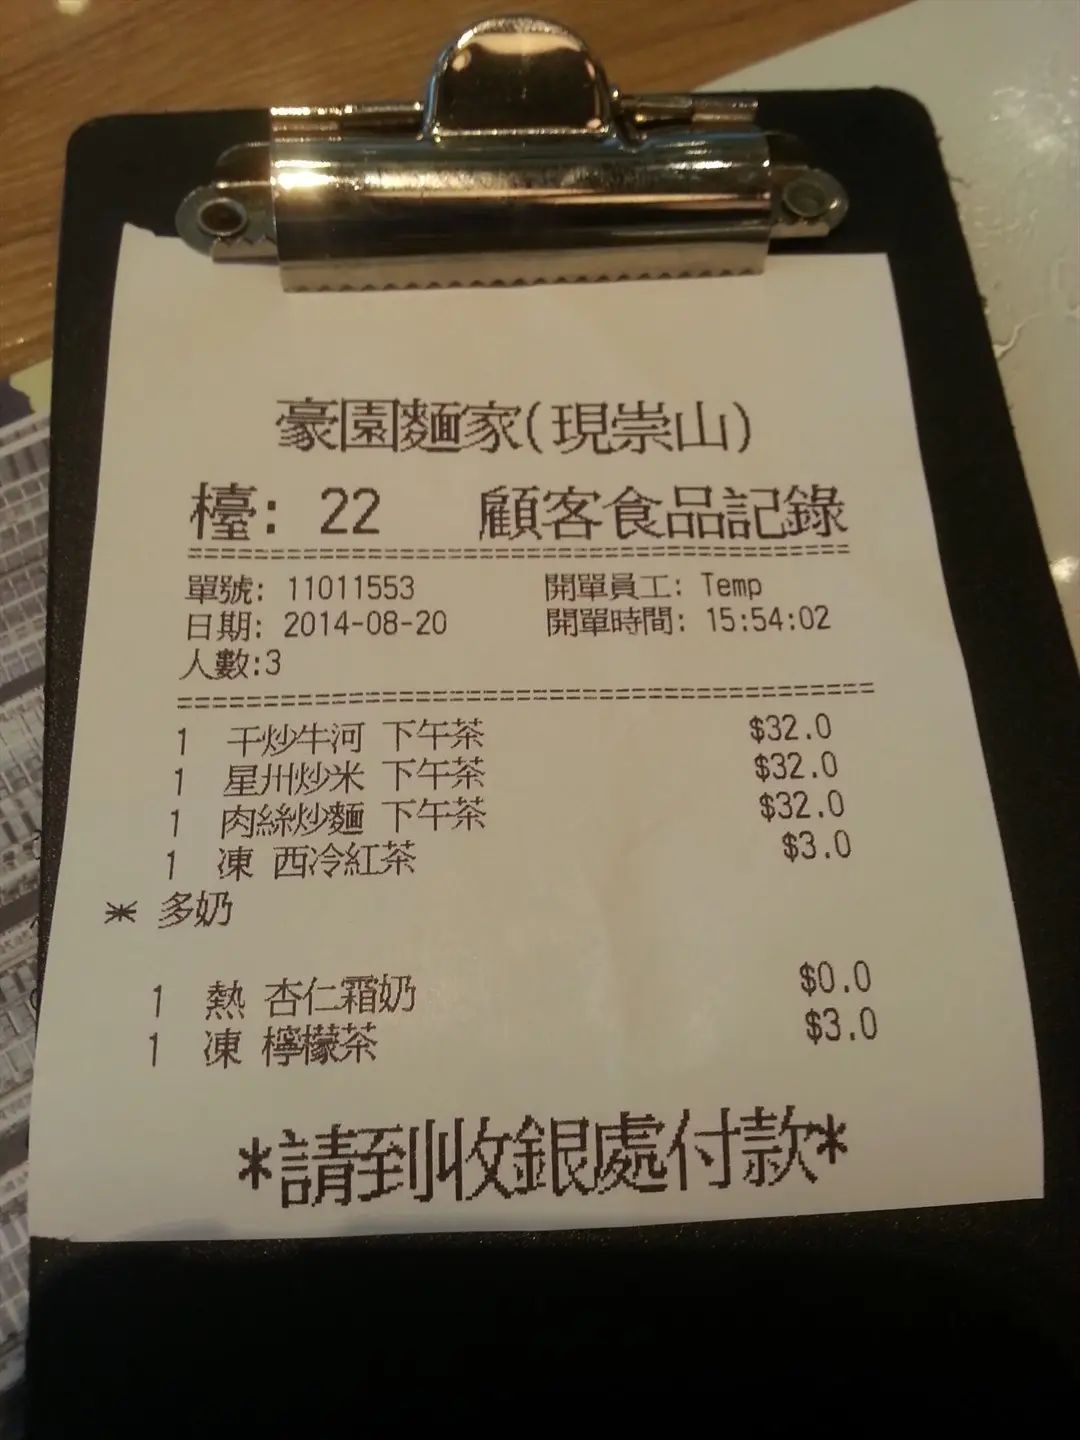 豪園麵家(現崇山)
檯: 22 顧客食品記錄
單號: 11011553 開單員工: Temp
日期: 2014-08-20 開單時間: 15:54:02
人數:3
1 干炒牛河 下午茶 $32.0
1 星州炒米 下午茶 $32.0
1 肉絲炒麵 下午茶 $32.0
1 凍 西冷紅茶 $3.0
* 多奶
1 熱 杏仁霜奶 $0.0
1 凍 檸檬茶 $3.0
*請到收銀處付款*